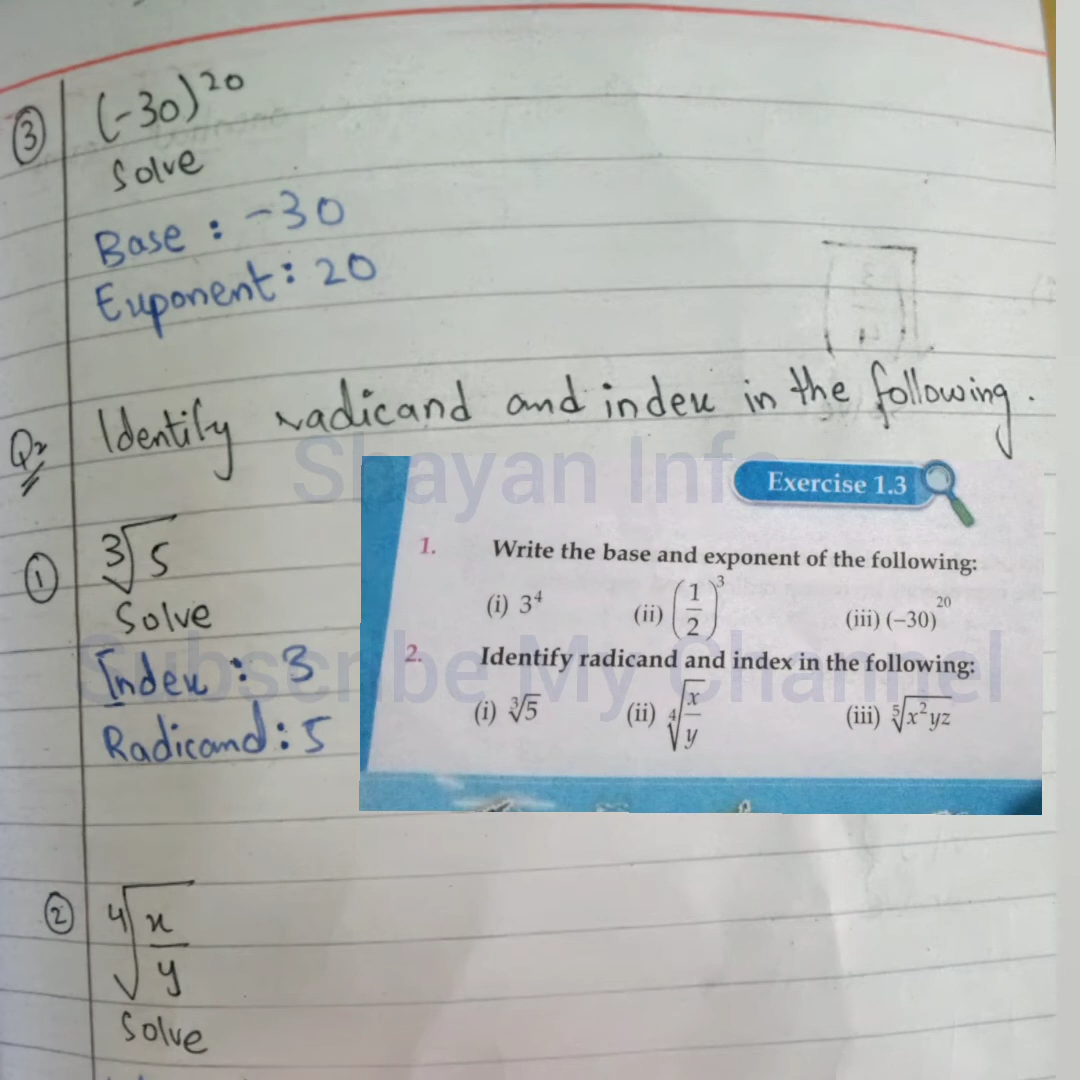 ③ (-30)²⁰
Solve
Base : -30
Exponent : 20
Q2 Identify radicand and index in the following.
Shayan Info
① ∛5
Solve
Index : 3
Radicand : 5
Subscribe My Channel
Exercise 1.3
1. Write the base and exponent of the following:
(i) 3⁴ (ii) (1/2)³ (iii) (–30)²⁰
2. Identify radicand and index in the following:
(i) ∛5 (ii) ∜(x/y) (iii) ⁵√(x²yz)
② ∜(x/y)
Solve